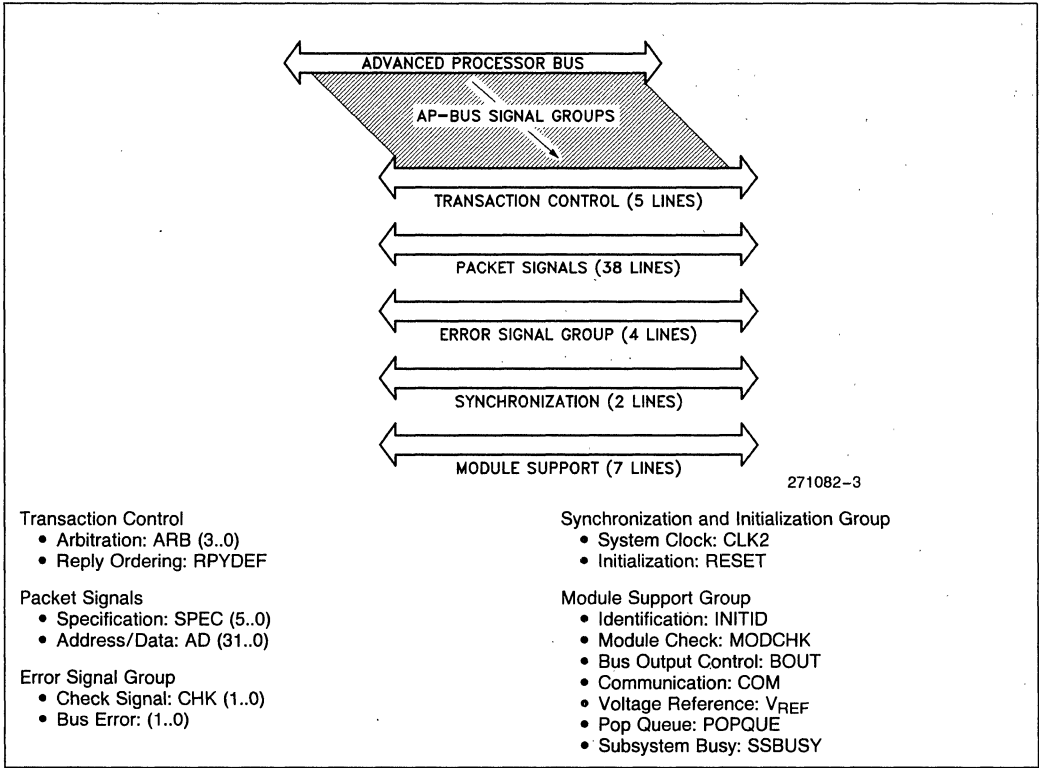 ADVANCED PROCESSOR BUS
AP-BUS SIGNAL GROUPS
TRANSACTION CONTROL (5 LINES)
PACKET SIGNALS (38 LINES)
ERROR SIGNAL GROUP (4 LINES)
SYNCHRONIZATION (2 LINES)
MODULE SUPPORT (7 LINES)
271082-3
Transaction Control
• Arbitration: ARB (3..0)
• Reply Ordering: RPYDEF
Packet Signals
• Specification: SPEC (5..0)
• Address/Data: AD (31..0)
Error Signal Group
• Check Signal: CHK (1..0)
• Bus Error: (1..0)
Synchronization and Initialization Group
• System Clock: CLK2
• Initialization: RESET
Module Support Group
• Identification: INITID
• Module Check: MODCHK
• Bus Output Control: BOUT
• Communication: COM
• Voltage Reference: VREF
• Pop Queue: POPQUE
• Subsystem Busy: SSBUSY